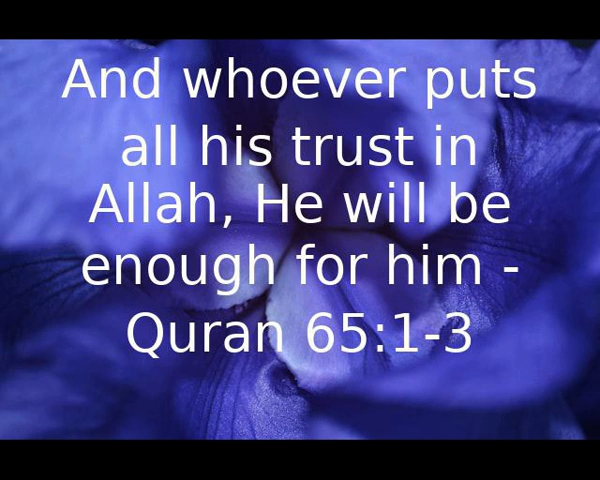 And whoever puts
all his trust in
Allah, He will be
enough for him -
Quran 65:1-3